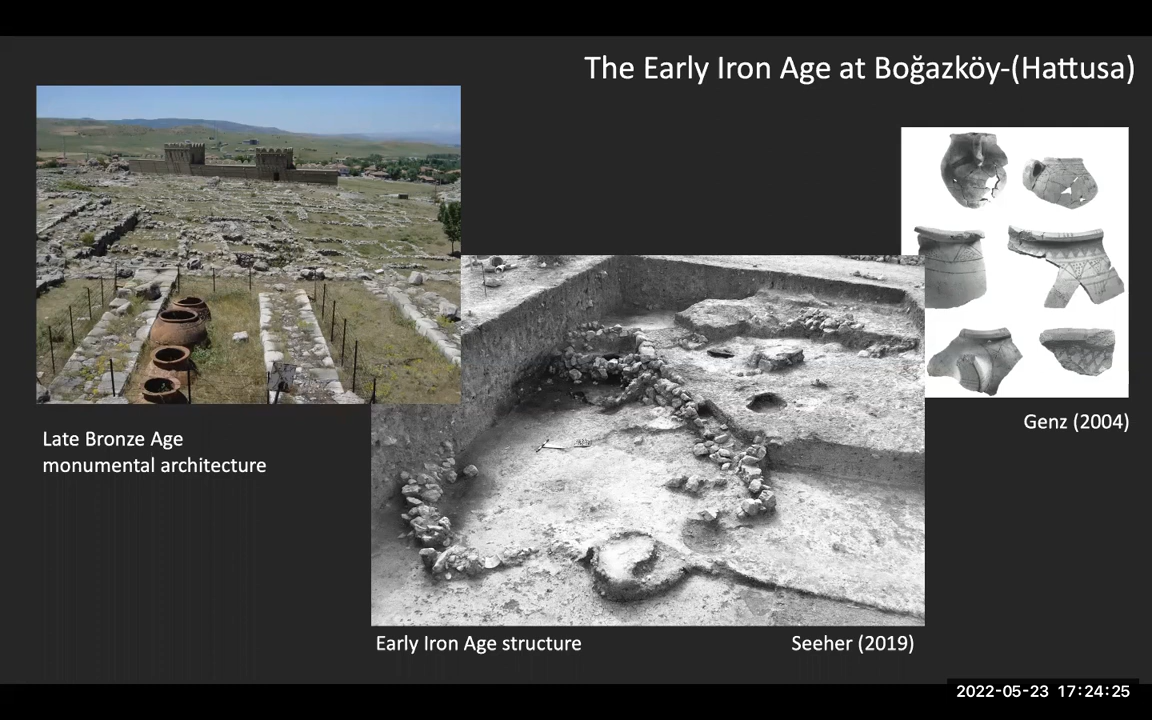 The Early Iron Age at Boğazköy-(Hattusa)
Late Bronze Age
monumental architecture
Genz (2004)
Early Iron Age structure
Seeher (2019)
2022-05-23 17:24:25